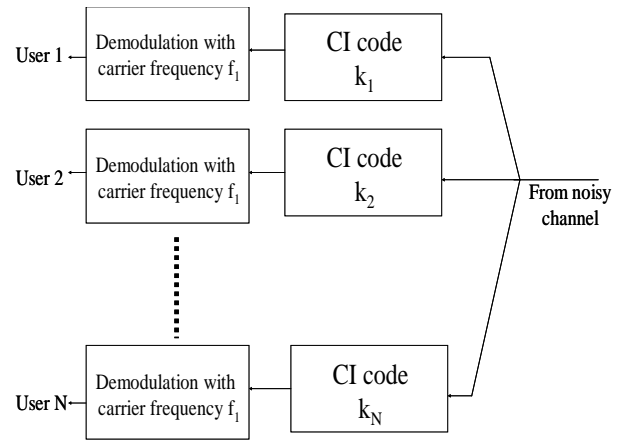 User 1
Demodulation with
carrier frequency f₁
CI code
k₁
User 2
Demodulation with
carrier frequency f₁
CI code
k₂
From noisy
channel
User N
Demodulation with
carrier frequency f₁
CI code
k_N